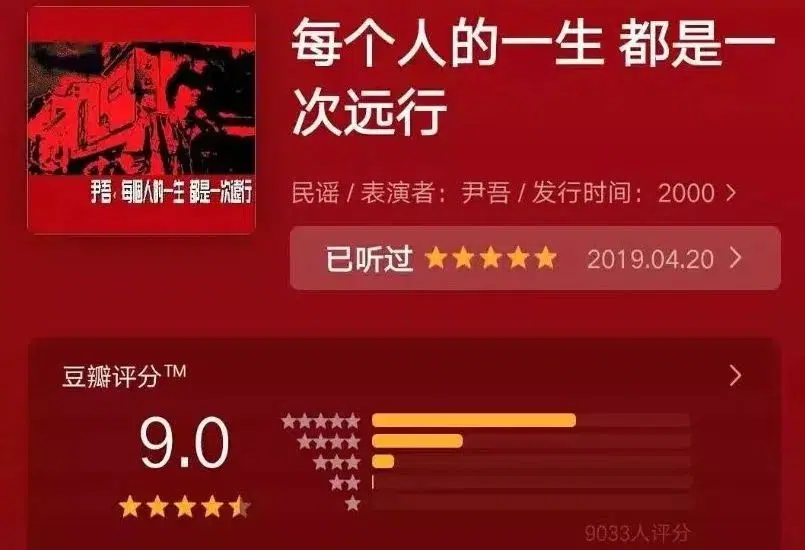 每个人的一生 都是一
次远行
尹吾,每個人的一生 都是一次遠行
民谣 / 表演者：尹吾 / 发行时间：2000 >
已听过 ★★★★★ 2019.04.20 >
豆瓣评分™ >
9.0
9033人评分